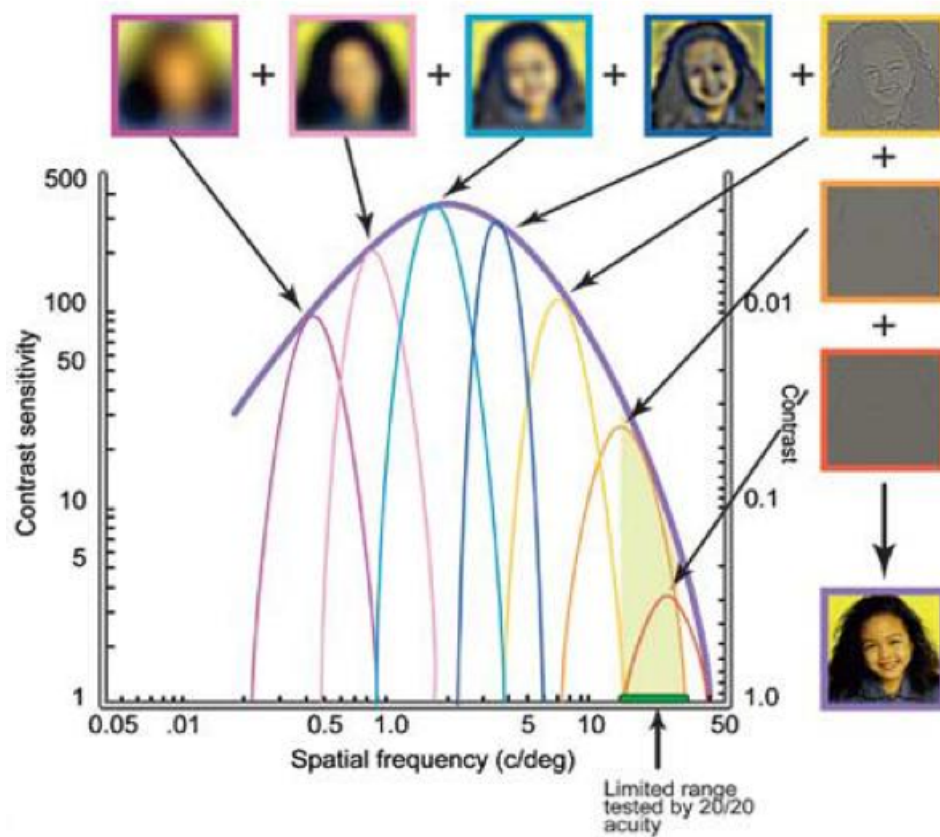 + + + +
+
500
100
0.01
50
+
Contrast sensitivity
Contrast
10
0.1
5
1
1.0
0.05 .01 0.5 1.0 5 10 50
Spatial frequency (c/deg)
Limited range
tested by 20/20
acuity